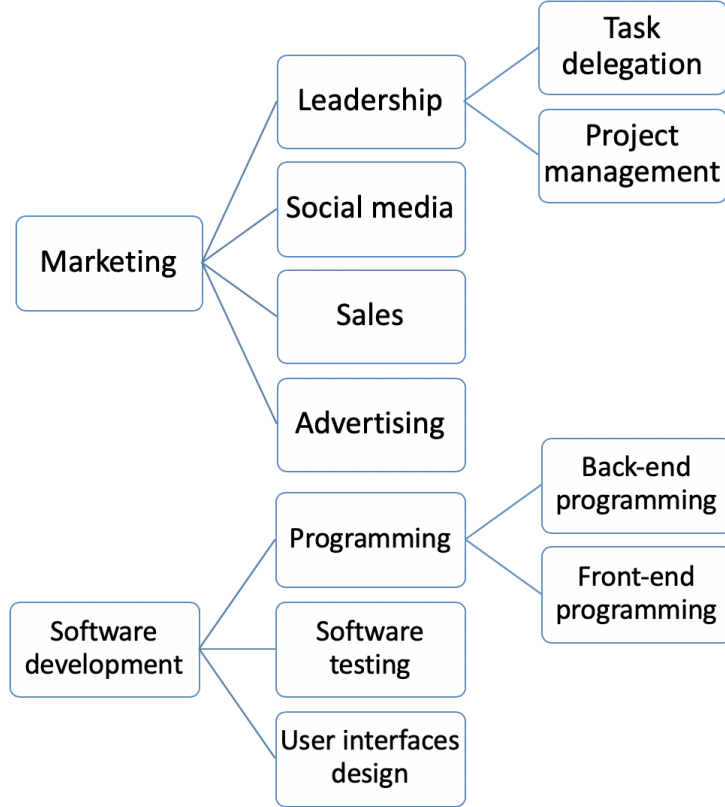 Task
delegation
Leadership
Project
management
Social media
Marketing
Sales
Advertising
Back-end
programming
Programming
Front-end
programming
Software
development
Software
testing
User interfaces
design